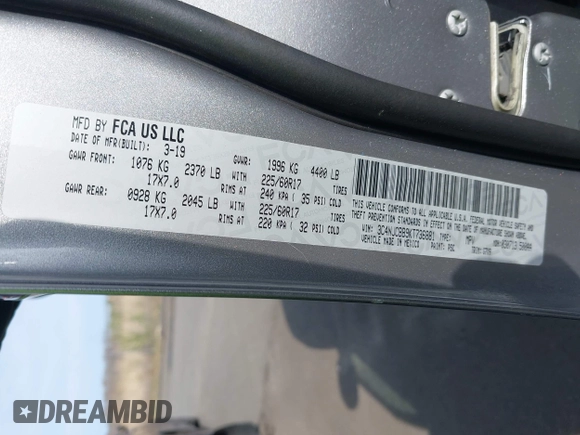 MFD BY FCA US LLC
DATE OF MFR(BUILT): 3-19 GVWR: 1996 KG 4400 LB
GAWR FRONT: 1076 KG 2370 LB 225/60R17 TIRES
17X7.0 RIMS AT 240 KPA ( 35 PSI) COLD
GAWR REAR: 0928 KG 2045 LB 225/60R17 TIRES
17X7.0 RIMS AT 220 KPA ( 32 PSI) COLD
THIS VEHICLE CONFORMS TO ALL
APPLICABLE U.S.A. FEDERAL MOTOR VEHICLE SAFETY AND
THEFT PREVENTION STANDARDS IN EFFECT ON THE DATE OF MANUFACTURE SHOWN ABOVE.
VIN: 3C4NJCBB9KT736881 TYPE: MPV
MADE IN MEXICO PAINT: PSC
DREAMBID